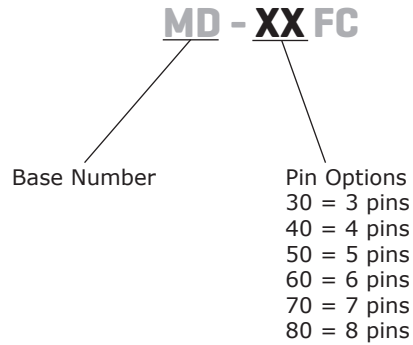 MD - XX FC
Base Number
Pin Options
30 = 3 pins
40 = 4 pins
50 = 5 pins
60 = 6 pins
70 = 7 pins
80 = 8 pins